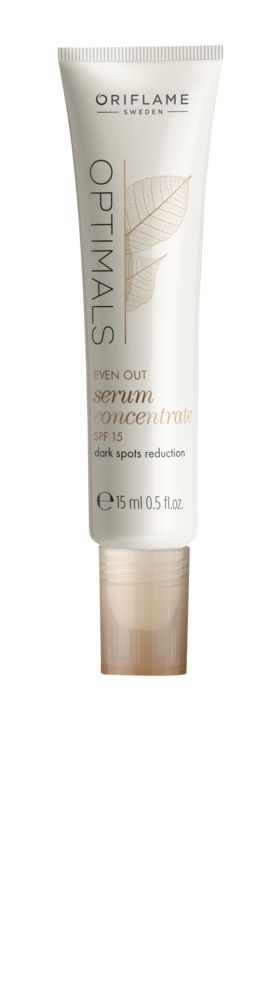 ORIFLAME
SWEDEN
OPTIMALS
EVEN OUT
serum
concentrate
SPF 15
dark spots reduction
℮ 15 ml 0.5 fl.oz.